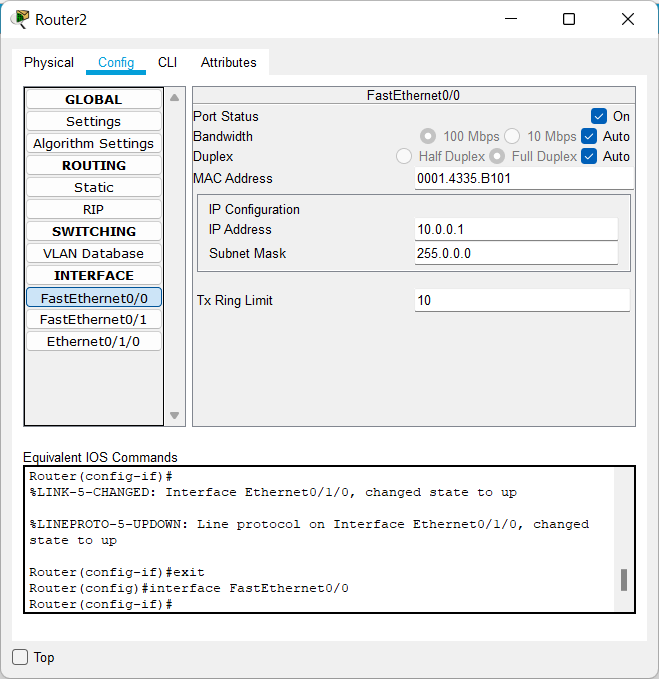 Router2
Physical Config CLI Attributes
GLOBAL
Settings
Algorithm Settings
ROUTING
Static
RIP
SWITCHING
VLAN Database
INTERFACE
FastEthernet0/0
FastEthernet0/1
Ethernet0/1/0
FastEthernet0/0
Port Status On
Bandwidth 100 Mbps 10 Mbps Auto
Duplex Half Duplex Full Duplex Auto
MAC Address 0001.4335.B101
IP Configuration
IP Address 10.0.0.1
Subnet Mask 255.0.0.0
Tx Ring Limit 10
Equivalent IOS Commands
Router(config-if)#
%LINK-5-CHANGED: Interface Ethernet0/1/0, changed state to up
%LINEPROTO-5-UPDOWN: Line protocol on Interface Ethernet0/1/0, changed
state to up
Router(config-if)#exit
Router(config)#interface FastEthernet0/0
Router(config-if)#
Top